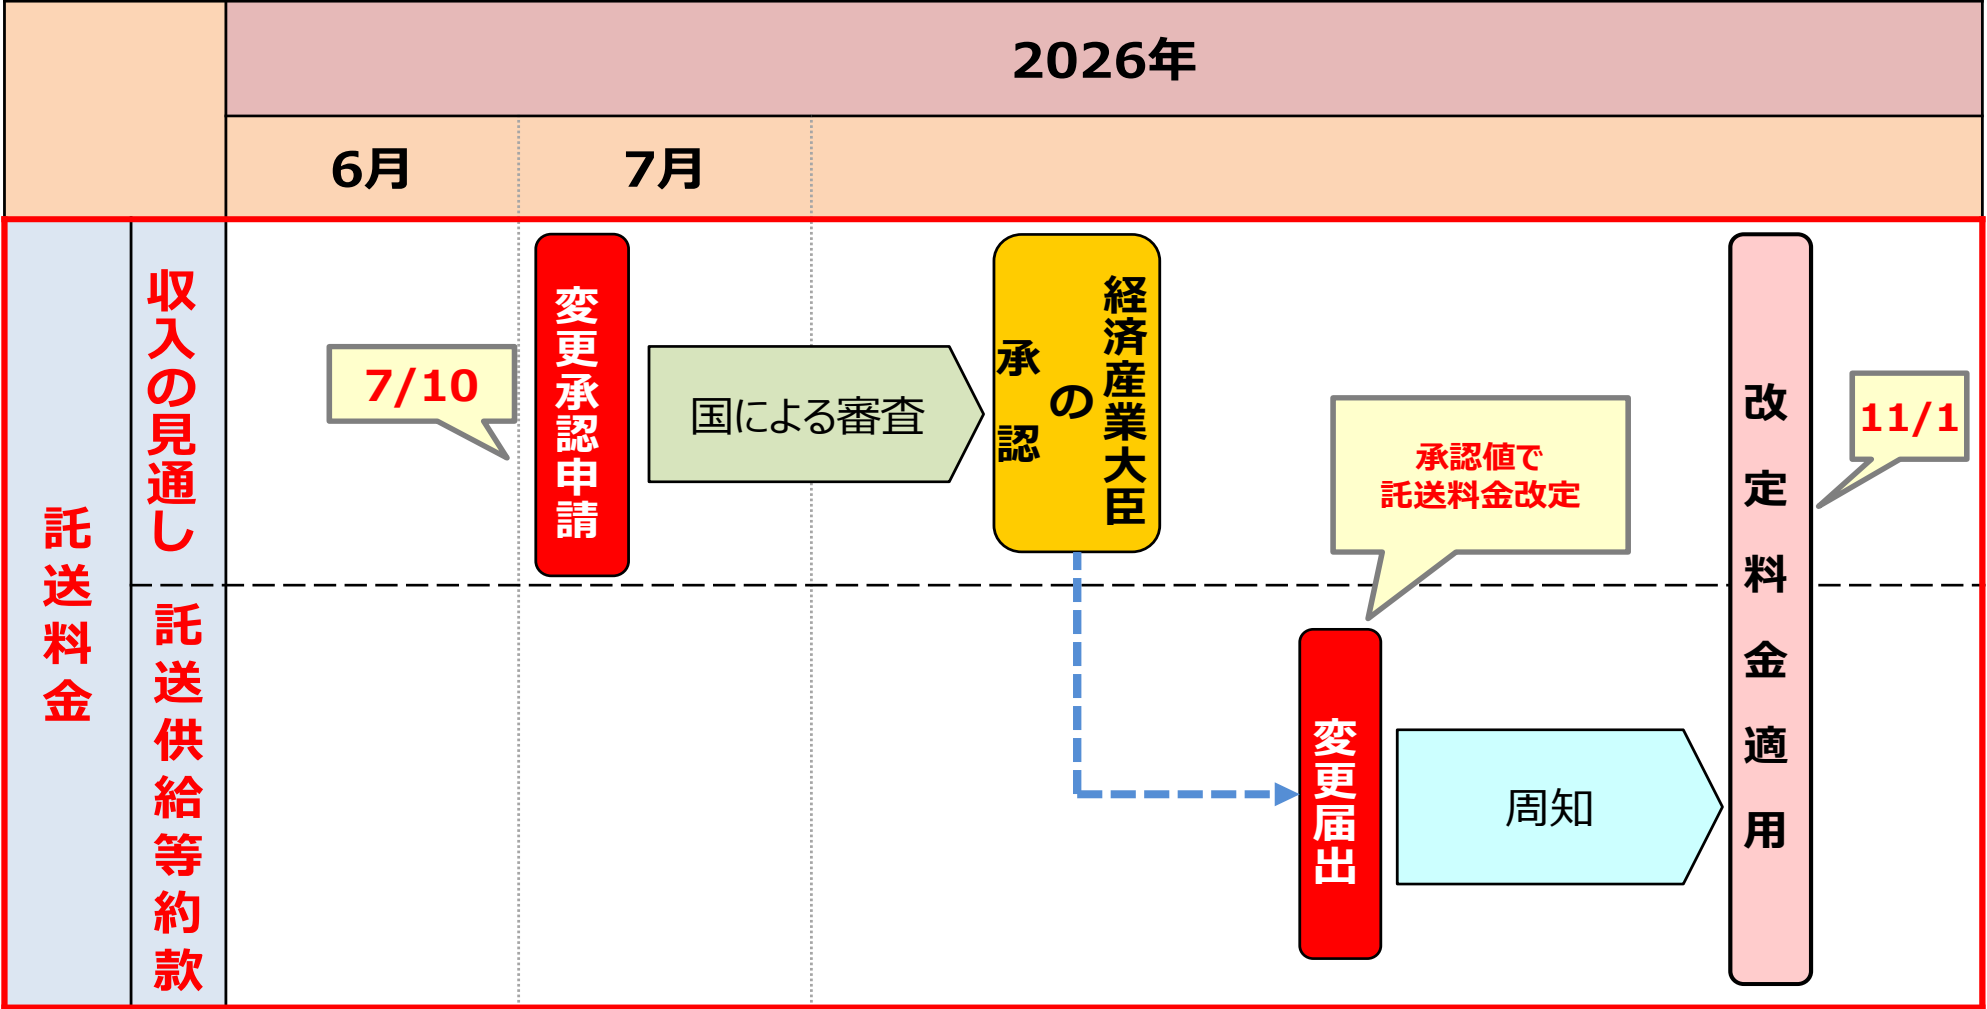 2026年
6月
7月
託送料金
収入の見通し
7/10
変更承認申請
国による審査
経済産業大臣
の
承認
承認値で
託送料金改定
改定料金適用
11/1
託送供給等約款
変更届出
周知